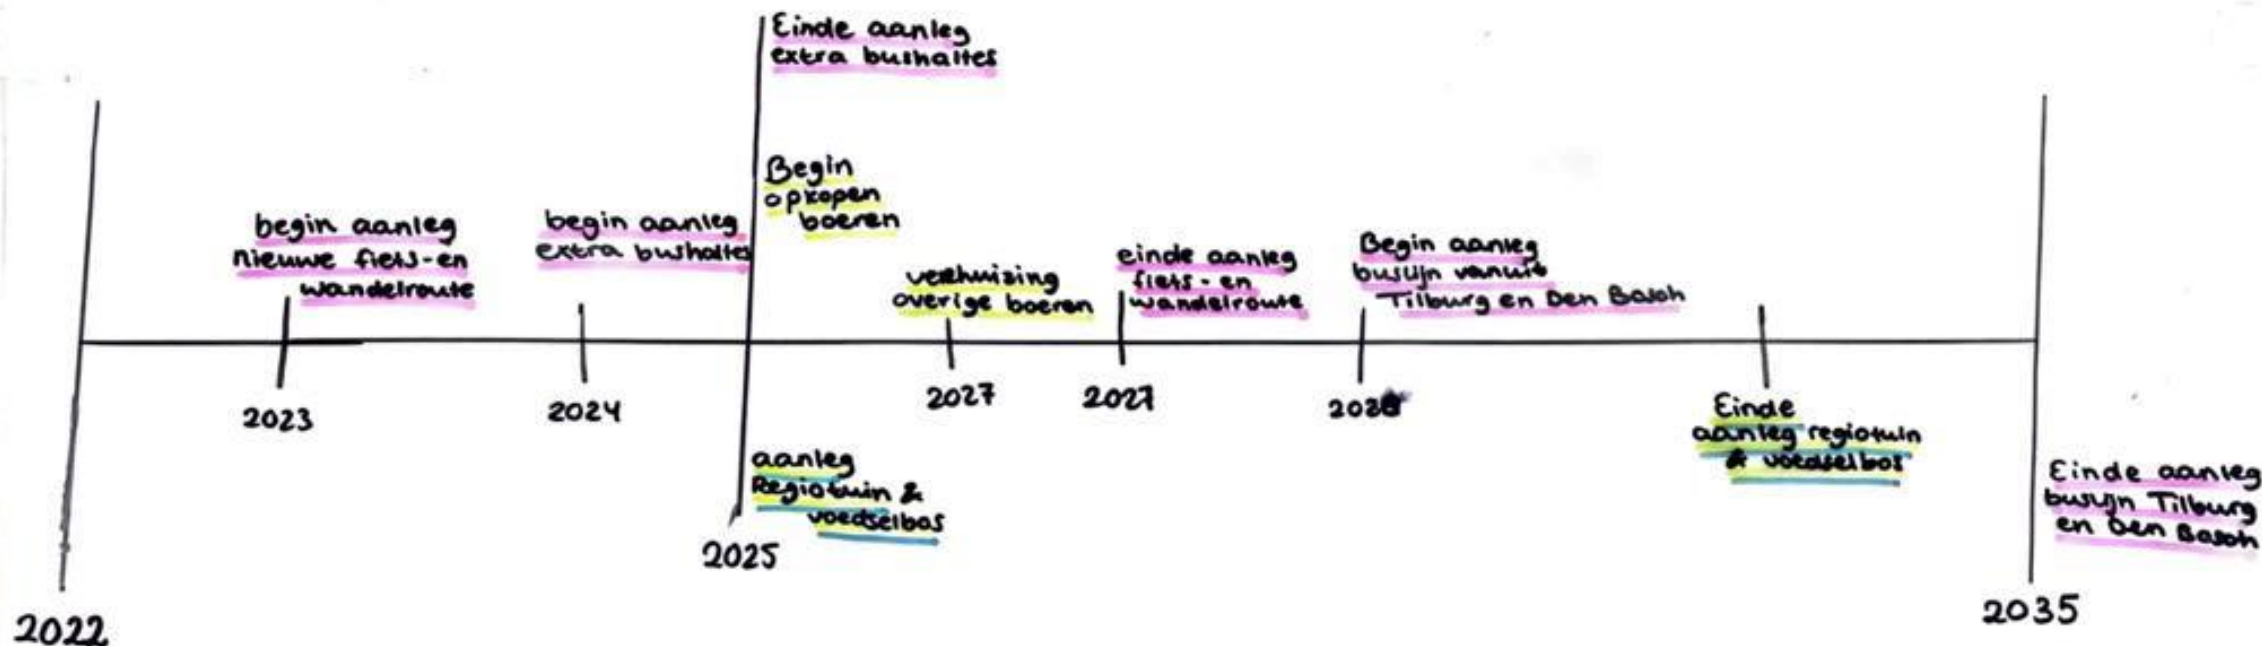 Einde aanleg
extra bushaltes
Begin
opkopen
boeren
begin aanleg
nieuwe fiets-en
wandelroute
begin aanleg
extra bushaltes
verhuizing
overige boeren
einde aanleg
fiets-en
wandelroute
Begin aanleg
buslijn vanuit
Tilburg en Den Bosch
2023
2024
2027
2027
Einde
aanleg regiotuin
& voedselbos
aanleg
Regiotuin &
voedselbos
2025
Einde aanleg
buslijn Tilburg
en Den Bosch
2022
2035